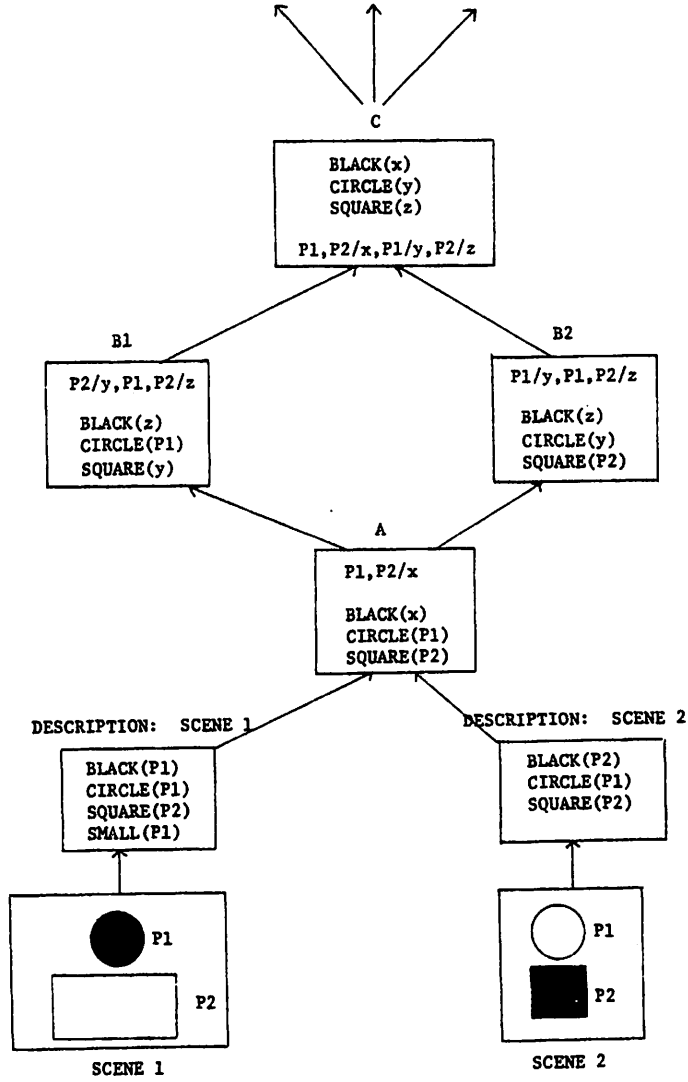 C
BLACK(x)
CIRCLE(y)
SQUARE(z)
P1,P2/x,P1/y,P2/z
B1
P2/y,P1,P2/z
BLACK(z)
CIRCLE(P1)
SQUARE(y)
B2
P1/y,P1,P2/z
BLACK(z)
CIRCLE(y)
SQUARE(P2)
A
P1,P2/x
BLACK(x)
CIRCLE(P1)
SQUARE(P2)
DESCRIPTION: SCENE 1
BLACK(P1)
CIRCLE(P1)
SQUARE(P2)
SMALL(P1)
DESCRIPTION: SCENE 2
BLACK(P2)
CIRCLE(P1)
SQUARE(P2)
P1
P2
SCENE 1
P1
P2
SCENE 2